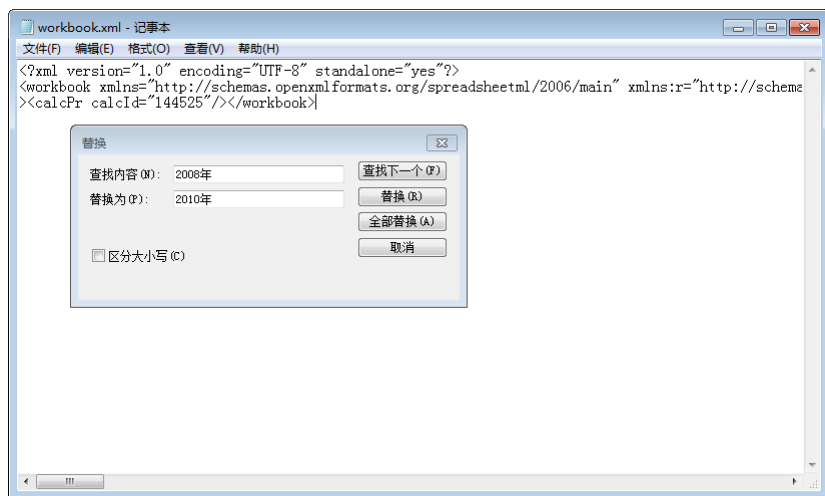 workbook.xml - 记事本
文件(F) 编辑(E) 格式(O) 查看(V) 帮助(H)
<?xml version="1.0" encoding="UTF-8" standalone="yes"?>
<workbook xmlns="http://schemas.openxmlformats.org/spreadsheetml/2006/main" xmlns:r="http://schema
><calcPr calcId="144525"/></workbook>
替换
查找内容(N): 2008年 查找下一个(F)
替换为(P): 2010年 替换(R)
全部替换(A)
区分大小写(C) 取消